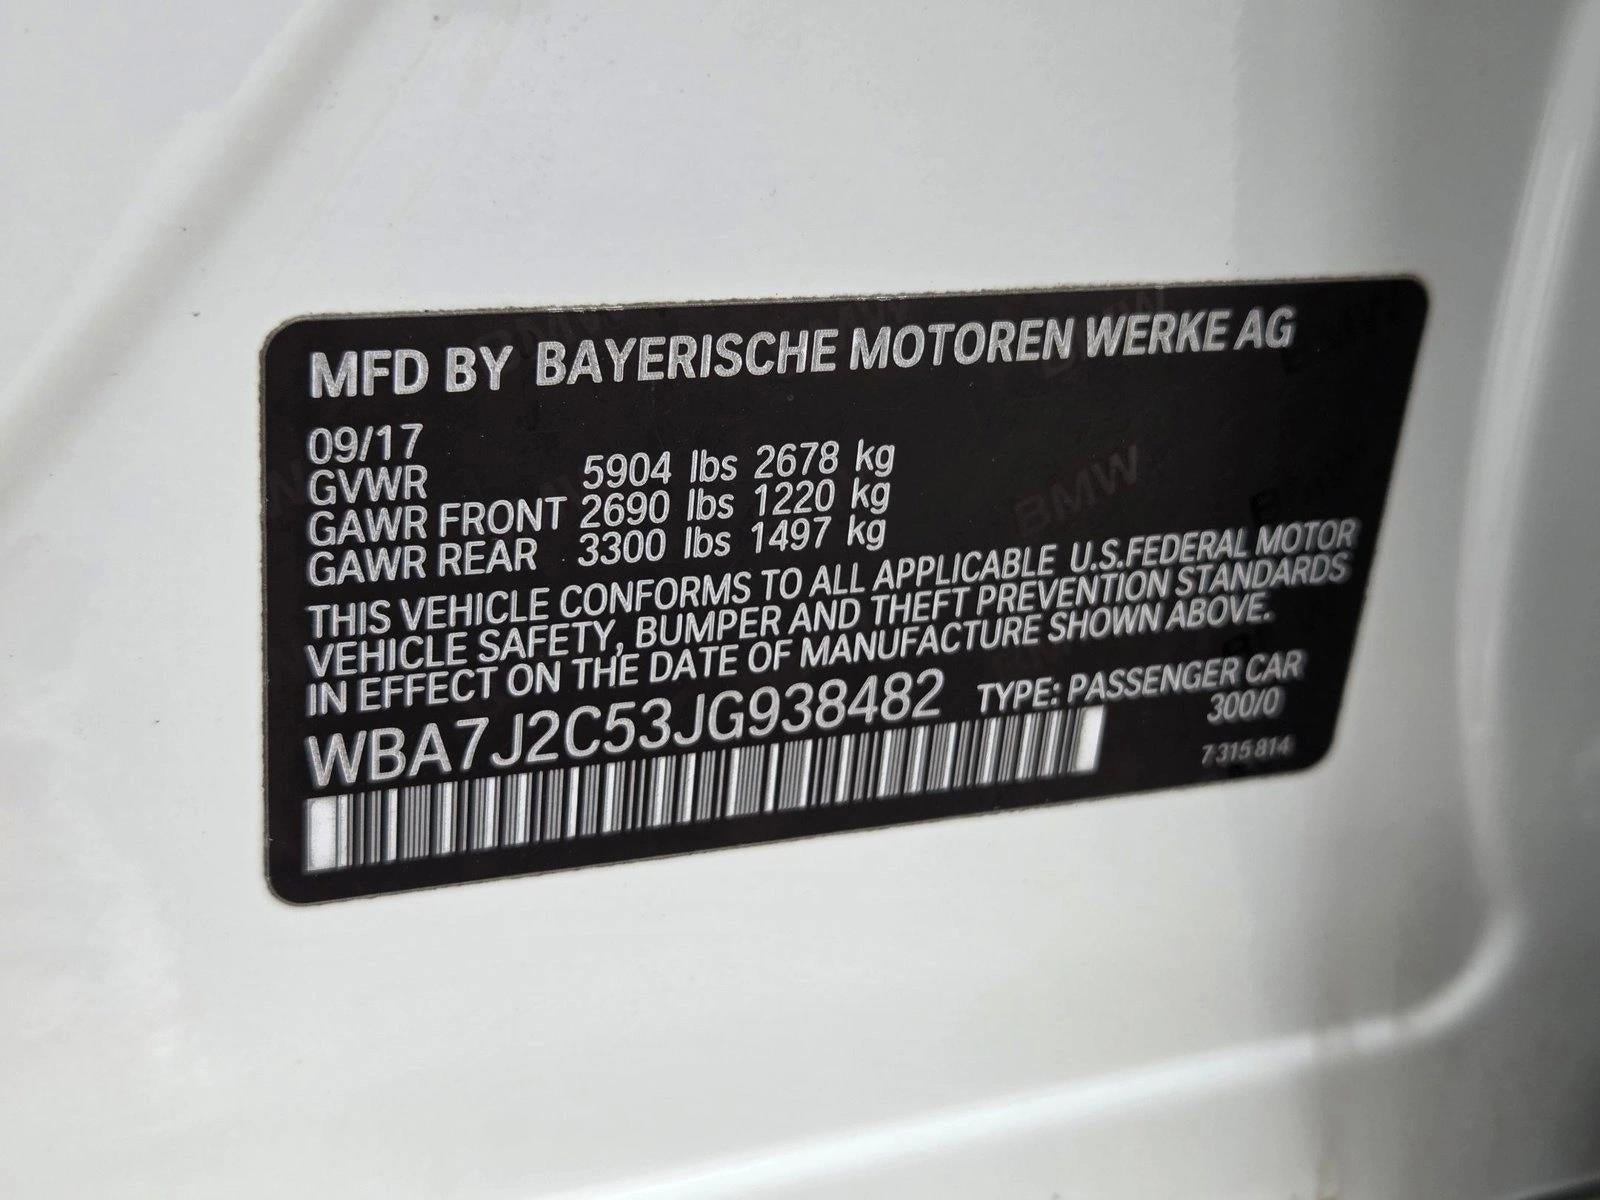 MFD BY BAYERISCHE MOTOREN WERKE AG
09/17
GVWR 5904 lbs 2678 kg
GAWR FRONT 2690 lbs 1220 kg
GAWR REAR 3300 lbs 1497 kg
THIS VEHICLE CONFORMS TO ALL APPLICABLE U.S.FEDERAL MOTOR
VEHICLE SAFETY, BUMPER AND THEFT PREVENTION STANDARDS
IN EFFECT ON THE DATE OF MANUFACTURE SHOWN ABOVE.
WBA7J2C53JG938482 TYPE: PASSENGER CAR
300/0
7 315 814